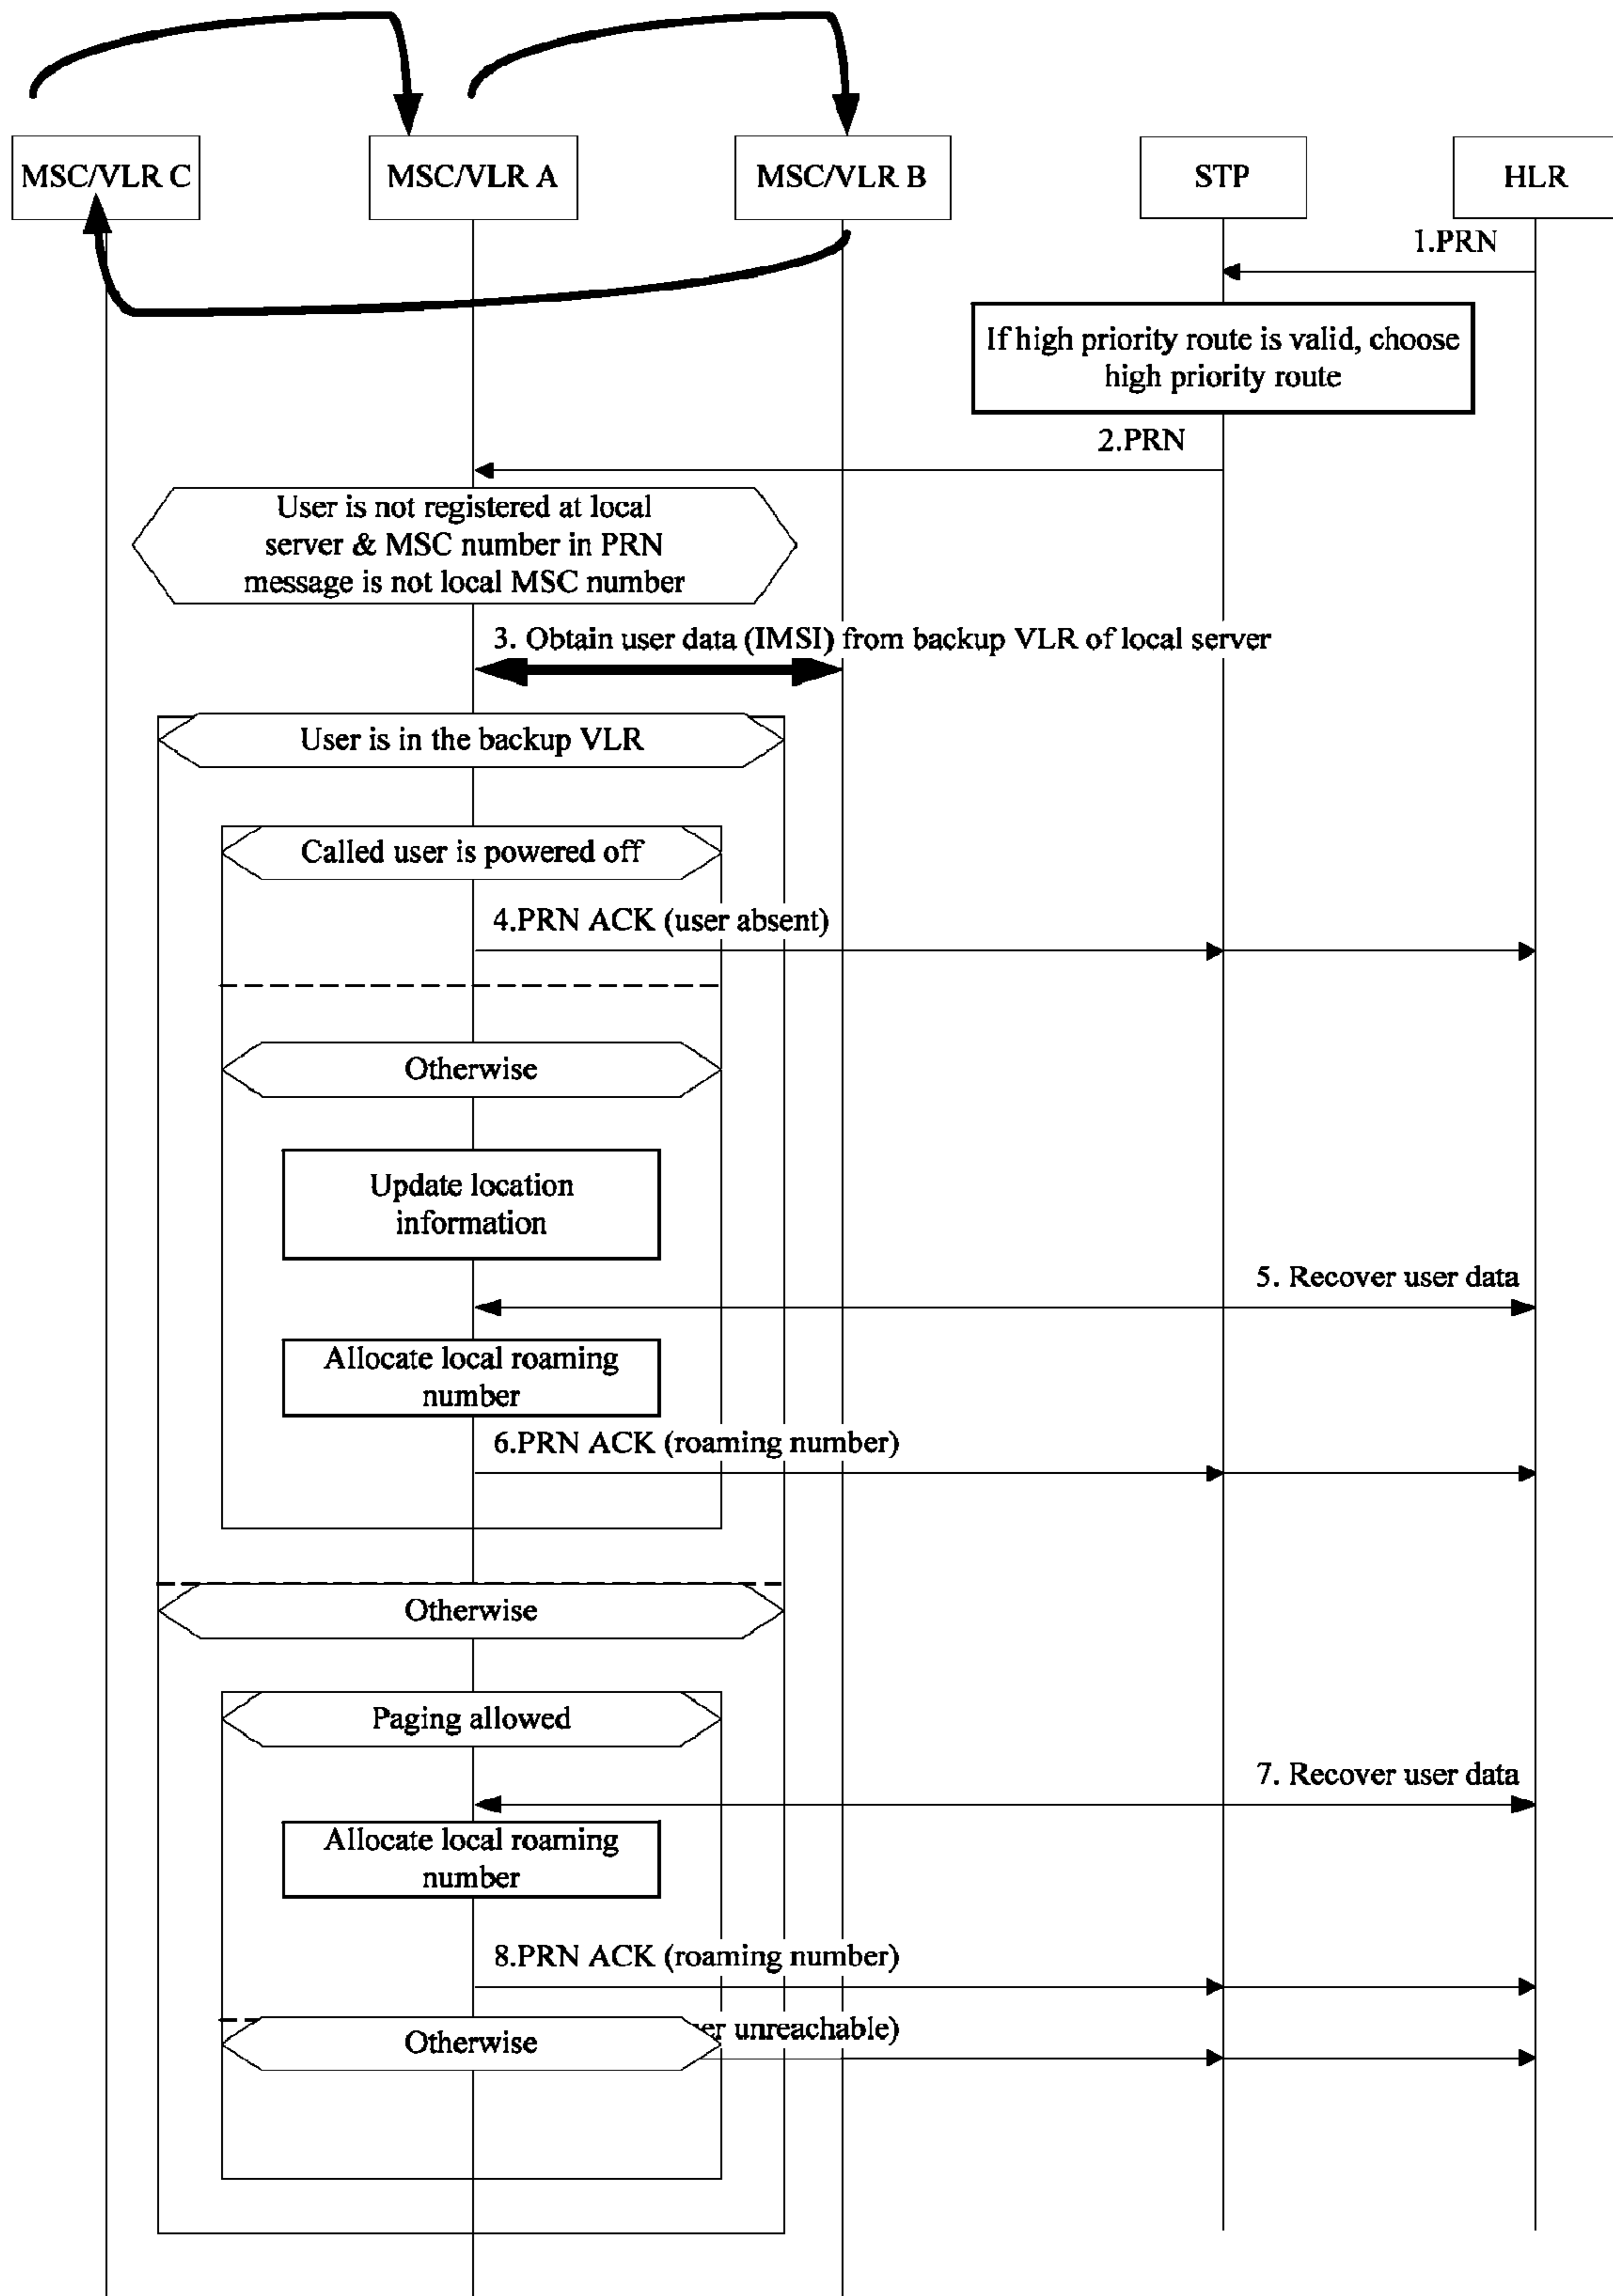 MSC/VLR C
MSC/VLR A
MSC/VLR B
STP
HLR
1.PRN
If high priority route is valid, choose
high priority route
2.PRN
User is not registered at local
server & MSC number in PRN
message is not local MSC number
3. Obtain user data (IMSI) from backup VLR of local server
User is in the backup VLR
Called user is powered off
4.PRN ACK (user absent)
Otherwise
Update location
information
5. Recover user data
Allocate local roaming
number
6.PRN ACK (roaming number)
Otherwise
Paging allowed
7. Recover user data
Allocate local roaming
number
8.PRN ACK (roaming number)
unreachable)
Otherwise